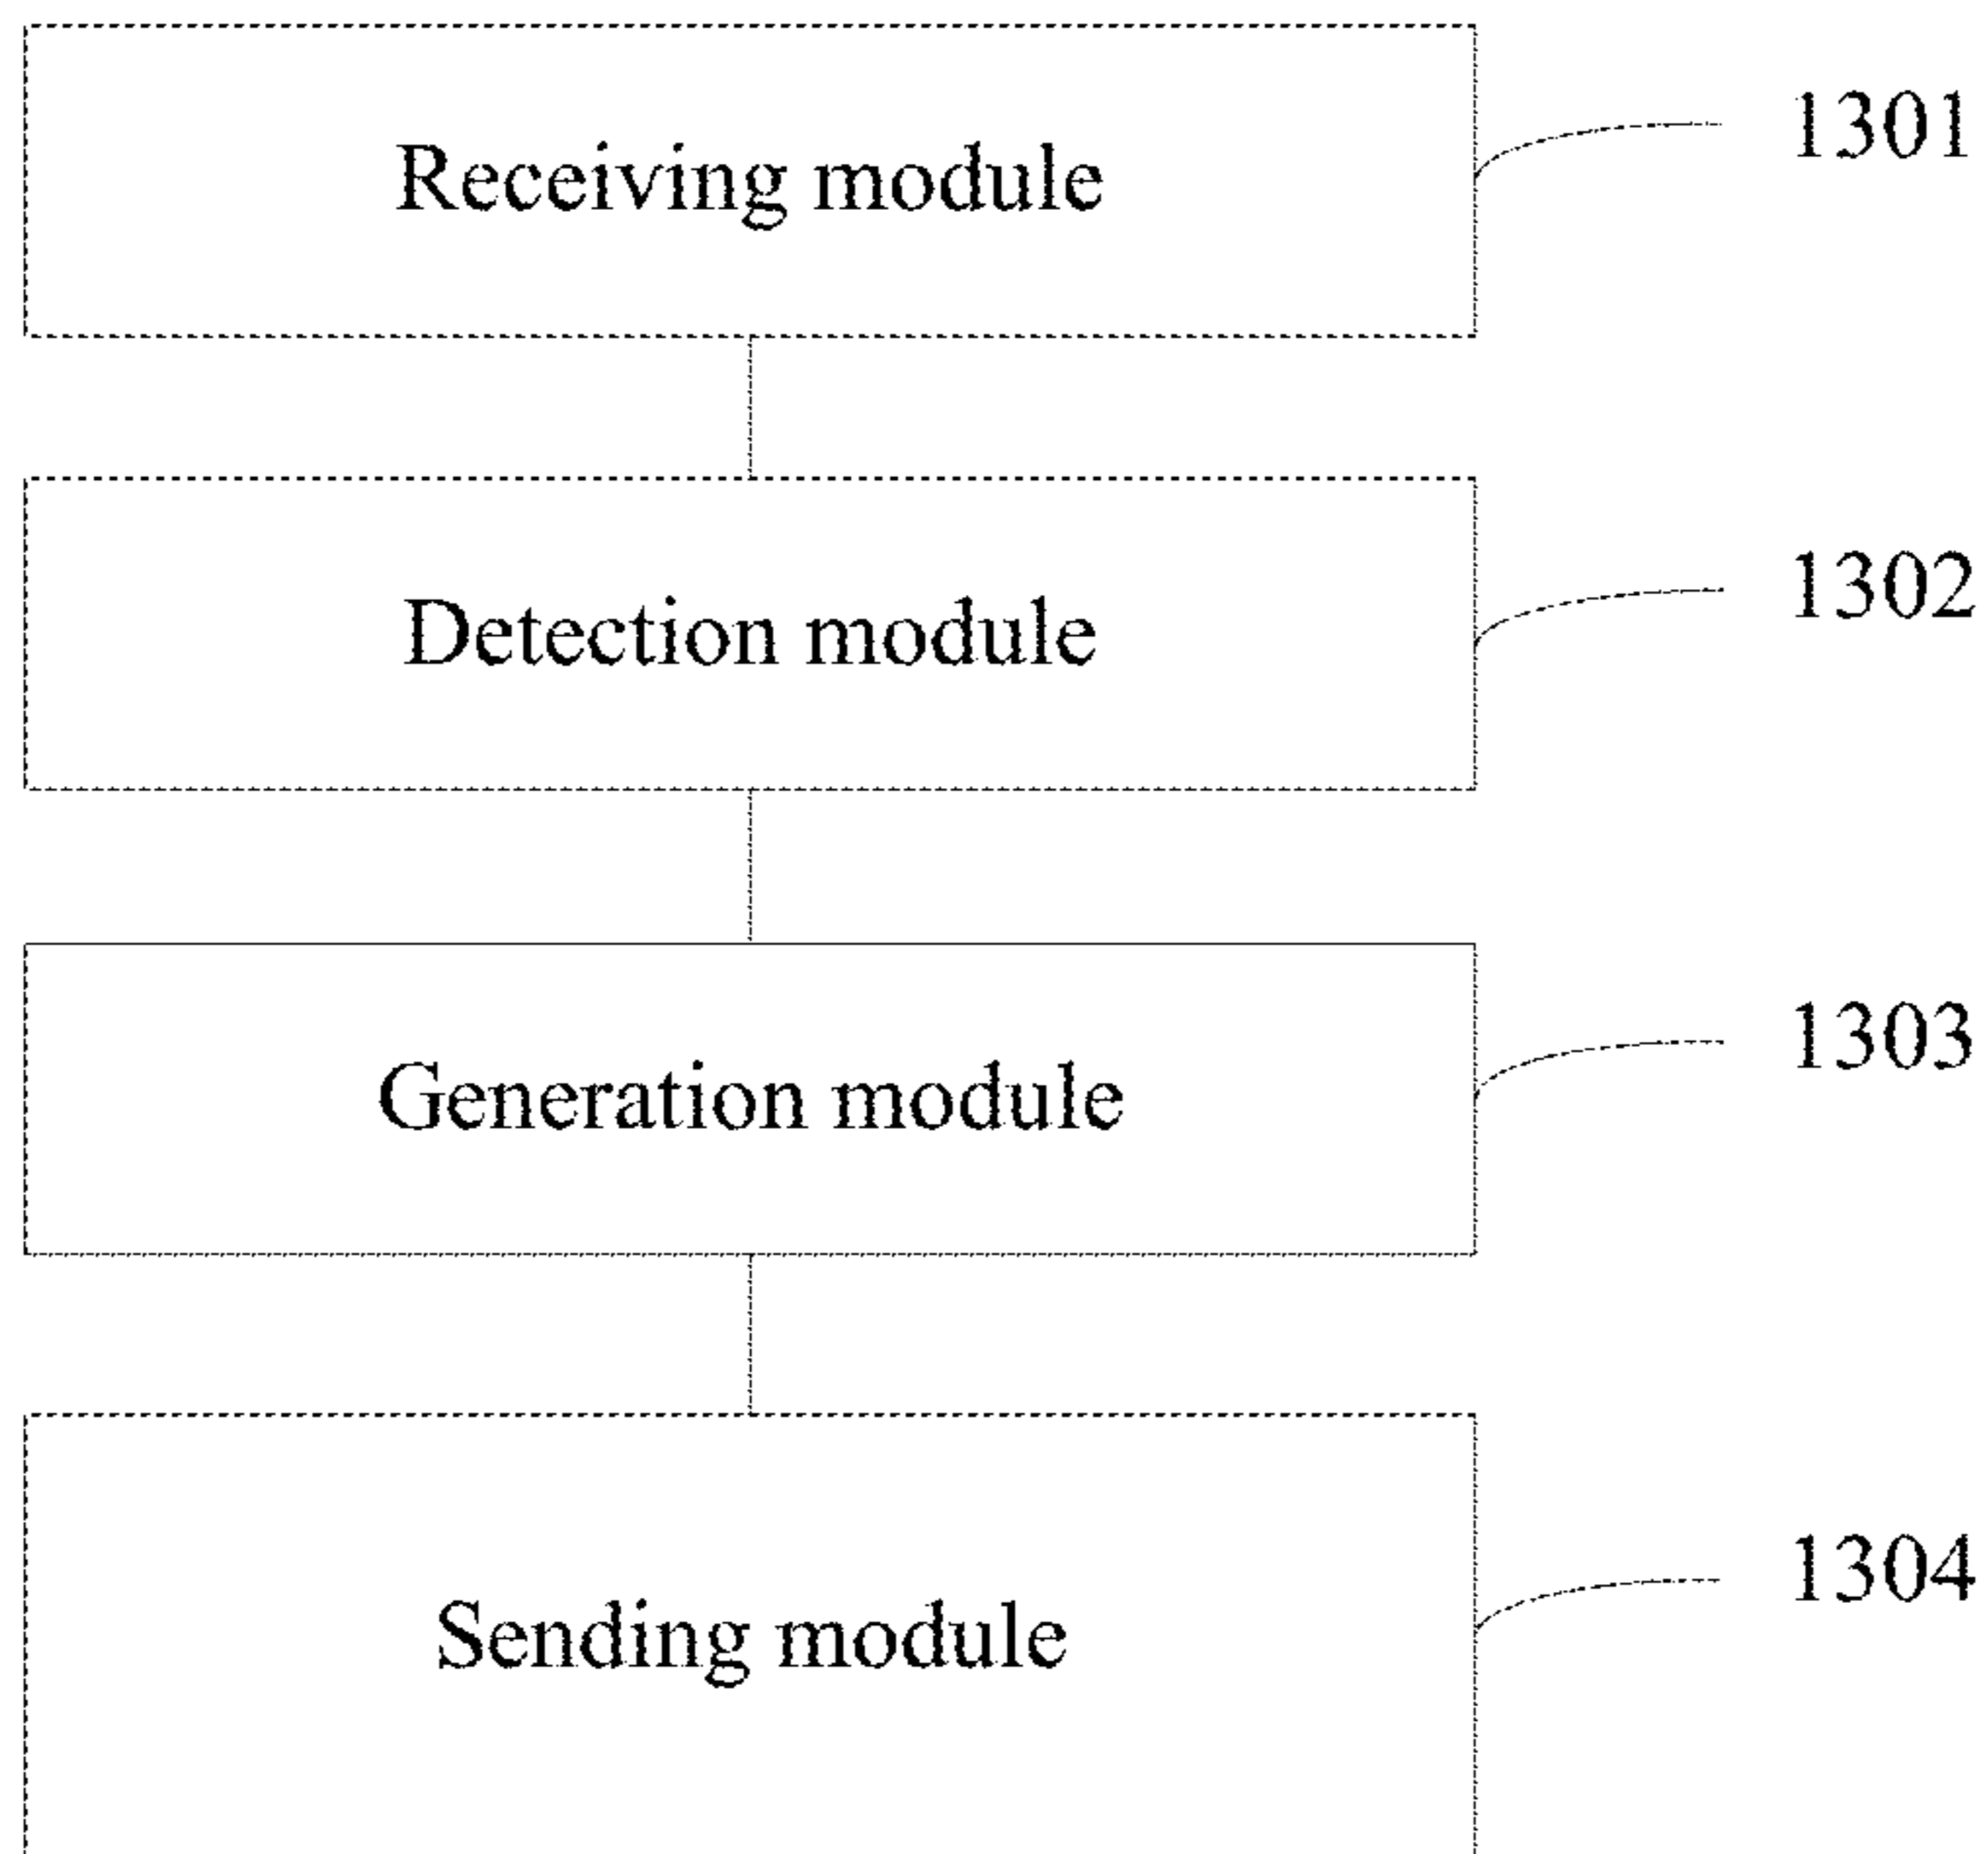 Receiving module 1301
Detection module 1302
Generation module 1303
Sending module 1304